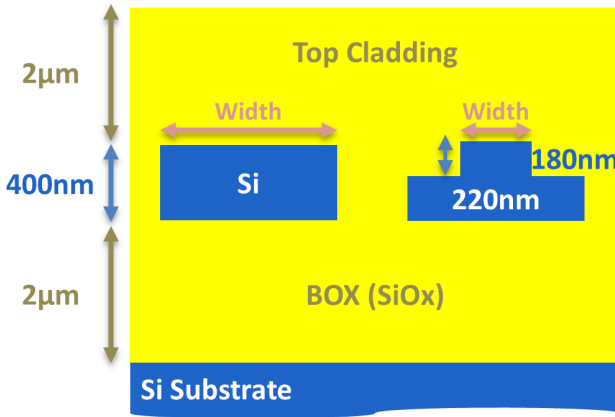 2µm
Top Cladding
Width
Width
400nm
Si
180nm
220nm
2µm
BOX (SiOx)
Si Substrate